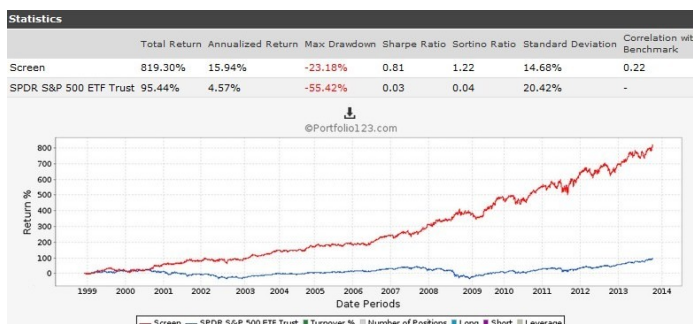 Statistics
Total Return Annualized Return Max Drawdown Sharpe Ratio Sortino Ratio Standard Deviation Correlation wit
Benchmark
Screen 819.30% 15.94% -23.18% 0.81 1.22 14.68% 0.22
SPDR S&P 500 ETF Trust 95.44% 4.57% -55.42% 0.03 0.04 20.42% -
©Portfolio123.com
Return %
800
700
600
500
400
300
200
100
0
1999 2000 2001 2002 2003 2004 2005 2006 2007 2008 2009 2010 2011 2012 2013 2014
Date Periods
Screen SPDR S&P 500 ETF Trust Turnover % Number of Positions Long Short Leverage